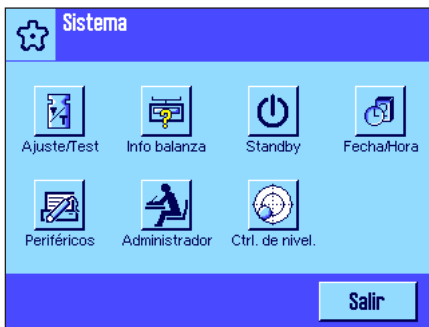 Sistema
Ajuste/Test
Info balanza
Standby
Fecha/Hora
Periféricos
Administrador
Ctrl. de nivel.
Salir